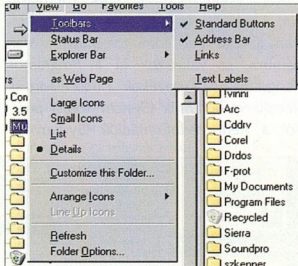 Edit View Go Favorites Tools Help
Toolbars
Status Bar
Explorer Bar
as Web Page
Large Icons
Small Icons
List
Details
Customize this Folder...
Arrange Icons
Line Up Icons
Refresh
Folder Options...
Standard Buttons
Address Bar
Links
Text Labels
3.5
Arc
Cddrv
Corel
Drdos
F-prot
My Documents
Program Files
Recycled
Sierra
Soundpro
szkenner